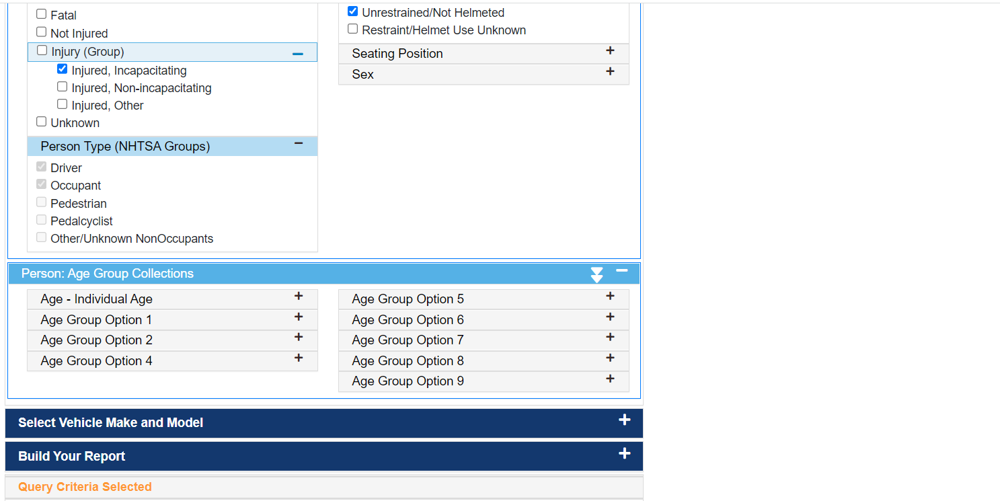 Fatal
Not Injured
Injury (Group)
Injured, Incapacitating
Injured, Non-incapacitating
Injured, Other
Unknown
Person Type (NHTSA Groups)
Driver
Occupant
Pedestrian
Pedalcyclist
Other/Unknown NonOccupants
Unrestrained/Not Helmeted
Restraint/Helmet Use Unknown
Seating Position
Sex
Person: Age Group Collections
Age - Individual Age
Age Group Option 1
Age Group Option 2
Age Group Option 4
Age Group Option 5
Age Group Option 6
Age Group Option 7
Age Group Option 8
Age Group Option 9
Select Vehicle Make and Model
Build Your Report
Query Criteria Selected